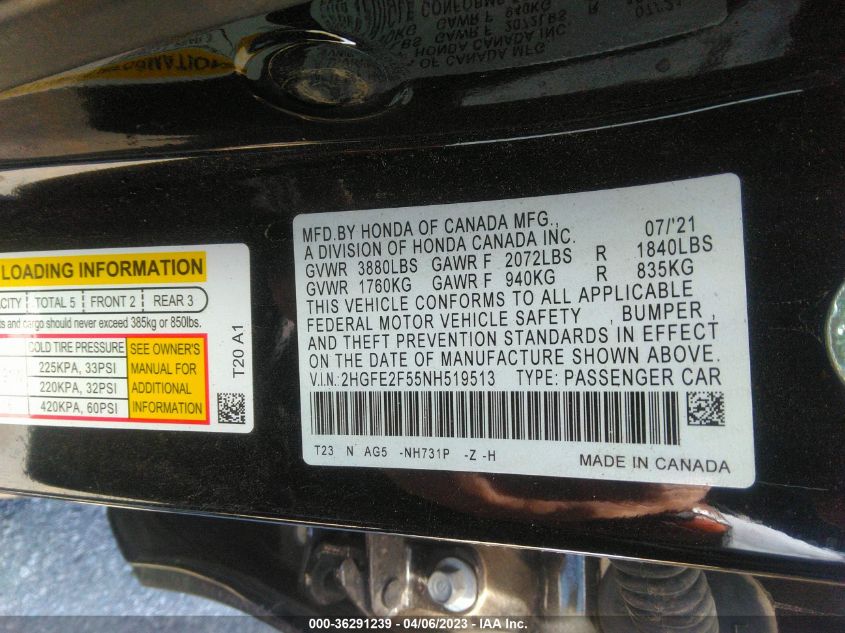 MFD.BY HONDA OF CANADA MFG., 07/'21
A DIVISION OF HONDA CANADA INC.
GVWR 3880LBS GAWR F 2072LBS R 1840LBS
GVWR 1760KG GAWR F 940KG R 835KG
THIS VEHICLE CONFORMS TO ALL APPLICABLE
FEDERAL MOTOR VEHICLE SAFETY , BUMPER ,
AND THEFT PREVENTION STANDARDS IN EFFECT
ON THE DATE OF MANUFACTURE SHOWN ABOVE.
V.I.N. 2HGFE2F55NH519513 TYPE: PASSENGER CAR
T23 N AG5 -NH731P -Z -H
MADE IN CANADA
LOADING INFORMATION
TOTAL 5 FRONT 2 REAR 3
and cargo should never exceed 385kg or 850lbs.
COLD TIRE PRESSURE SEE OWNER'S
225KPA, 33PSI MANUAL FOR
220KPA, 32PSI ADDITIONAL
420KPA, 60PSI INFORMATION
T20 A1
000-36291239 - 04/06/2023 - IAA Inc.